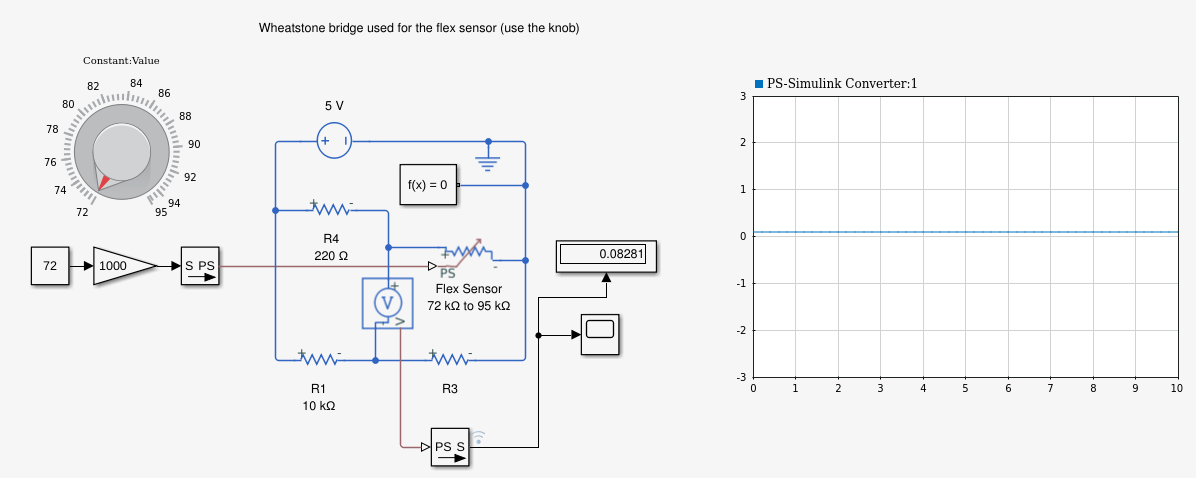 Wheatstone bridge used for the flex sensor (use the knob)
Constant:Value
72
74
76
78
80
82
84
86
88
90
92
94
95
5 V
+
f(x) = 0
+ -
R4
220 Ω
72
1000
S PS
+ -
PS
Flex Sensor
72 kΩ to 95 kΩ
+
V
V
+ -
R1
10 kΩ
+ -
R3
PS S
0.08281
PS-Simulink Converter:1
3
2
1
0
-1
-2
-3
0 1 2 3 4 5 6 7 8 9 10